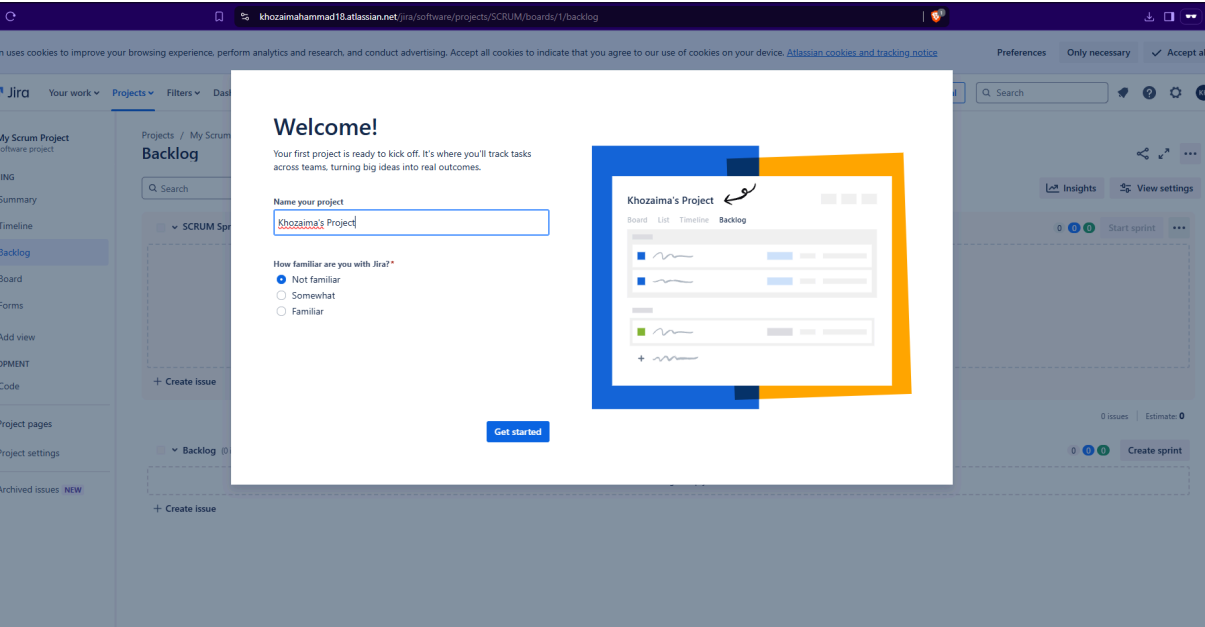 khozaimahammad18.atlassian.net/jira/software/projects/SCRUM/boards/1/backlog
uses cookies to improve your browsing experience, perform analytics and research, and conduct advertising. Accept all cookies to indicate that you agree to our use of cookies on your device. Atlassian cookies and tracking notice
Preferences
Only necessary
Accept al
Jira
Your work
Projects
Filters
Das
Search
My Scrum Project
software project
Projects / My Scrum
Backlog
Search
Insights
View settings
ING
Summary
Timeline
Backlog
Board
Forms
Add view
OPMENT
Code
Project pages
Project settings
Archived issues NEW
SCRUM Spr
0 0 0 Start sprint
+ Create issue
0 issues Estimate: 0
Backlog (0
0 0 0 Create sprint
+ Create issue
Welcome!
Your first project is ready to kick off. It's where you'll track tasks
across teams, turning big ideas into real outcomes.
Name your project
Khozaima's Project
How familiar are you with Jira?*
Not familiar
Somewhat
Familiar
Get started
Khozaima's Project
Board List Timeline Backlog